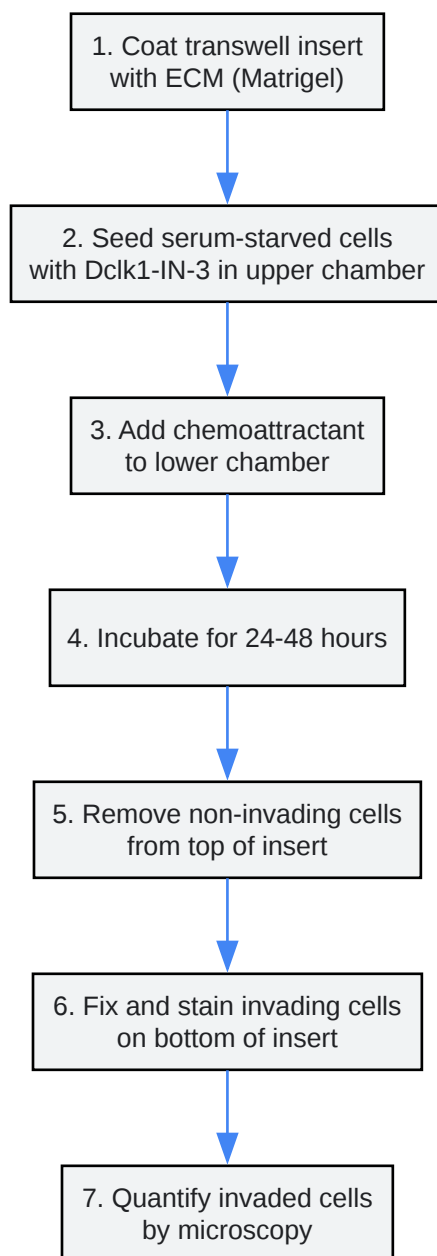 1. Coat transwell insert
with ECM (Matrigel)
2. Seed serum-starved cells
with Dclk1-IN-3 in upper chamber
3. Add chemoattractant
to lower chamber
4. Incubate for 24-48 hours
5. Remove non-invading cells
from top of insert
6. Fix and stain invading cells
on bottom of insert
7. Quantify invaded cells
by microscopy